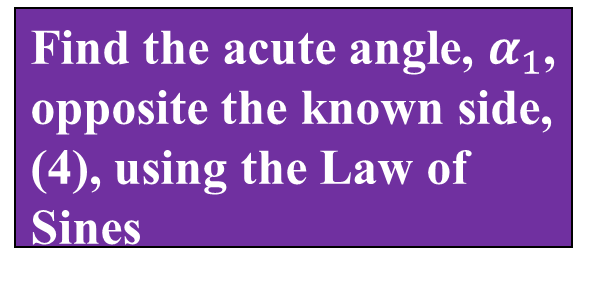 Find the acute angle, 𝜶₁,
opposite the known side,
(4), using the Law of
Sines